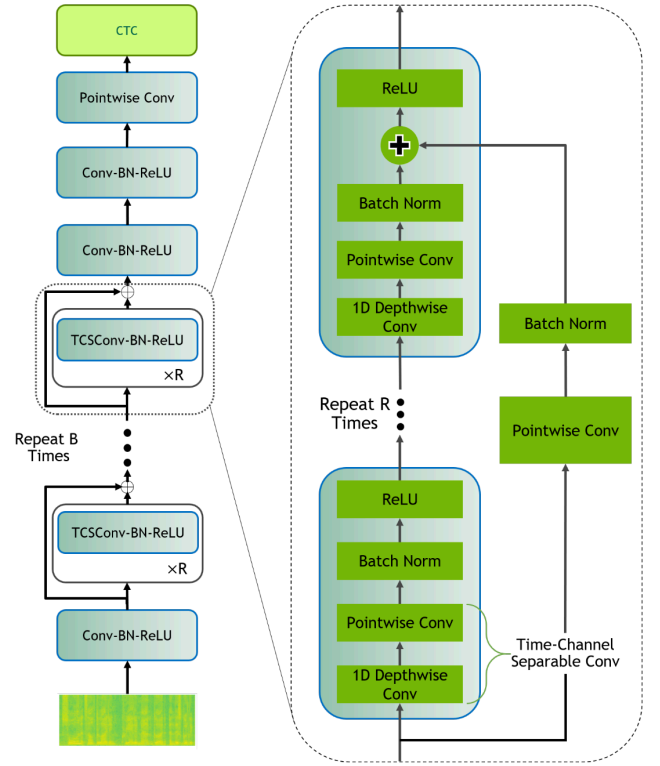 CTC
Pointwise Conv
Conv-BN-ReLU
Conv-BN-ReLU
TCSConv-BN-ReLU
×R
Repeat B
Times
TCSConv-BN-ReLU
×R
Conv-BN-ReLU
ReLU
Batch Norm
Pointwise Conv
1D Depthwise
Conv
Batch Norm
Pointwise Conv
Repeat R
Times
ReLU
Batch Norm
Pointwise Conv
1D Depthwise
Conv
Time-Channel
Separable Conv